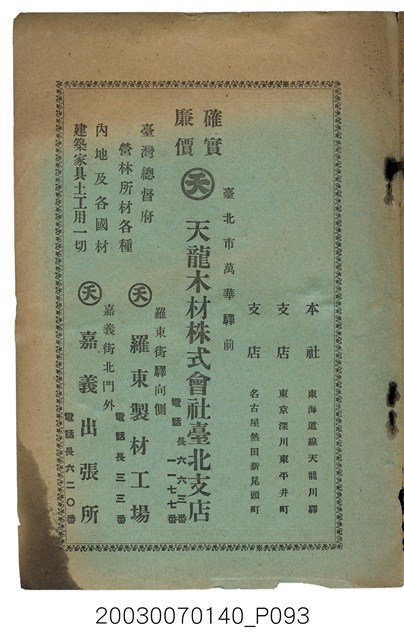 本社 東海道線天龍川驛
支店 東京深川東平井町
支店 名古屋熱田新尾頭町
臺北市萬華驛前
確實
廉價
天 天龍木材株式會社臺北支店
電話長六六三番
一一七七番
臺灣總督府
營林所材各種
內地及各國材
建築家具土工用一切
羅東街驛向側
天 羅東製材工場
電話長三三番
嘉義街北門外
天 嘉義出張所
電話長六二〇番
20030070140_P093